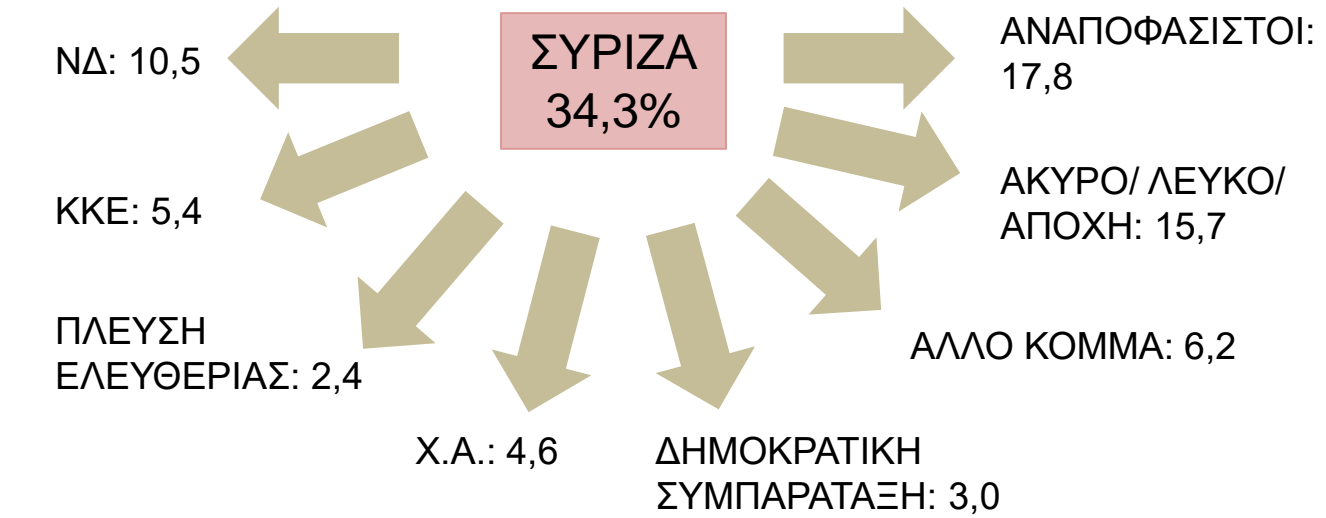 ΣΥΡΙΖΑ
34,3%
ΝΔ: 10,5
ΚΚΕ: 5,4
ΠΛΕΥΣΗ
ΕΛΕΥΘΕΡΙΑΣ: 2,4
Χ.Α.: 4,6
ΔΗΜΟΚΡΑΤΙΚΗ
ΣΥΜΠΑΡΑΤΑΞΗ: 3,0
ΑΛΛΟ ΚΟΜΜΑ: 6,2
ΑΚΥΡΟ/ ΛΕΥΚΟ/
ΑΠΟΧΗ: 15,7
ΑΝΑΠΟΦΑΣΙΣΤΟΙ:
17,8